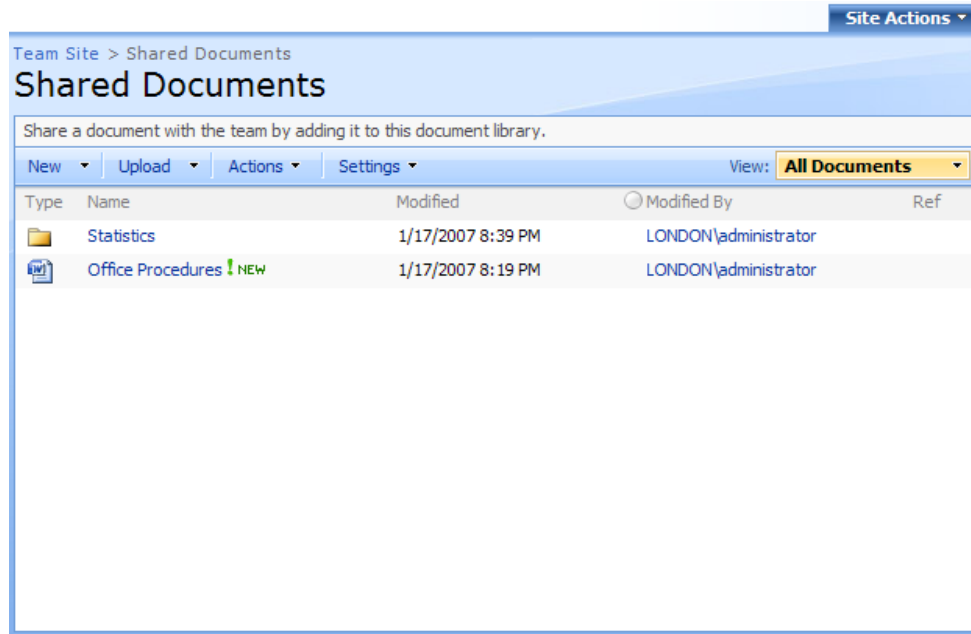 Site Actions
Team Site > Shared Documents
Shared Documents
Share a document with the team by adding it to this document library.
New Upload Actions Settings View: All Documents
Type Name Modified Modified By Ref
Statistics 1/17/2007 8:39 PM LONDON\administrator
Office Procedures ! NEW 1/17/2007 8:19 PM LONDON\administrator